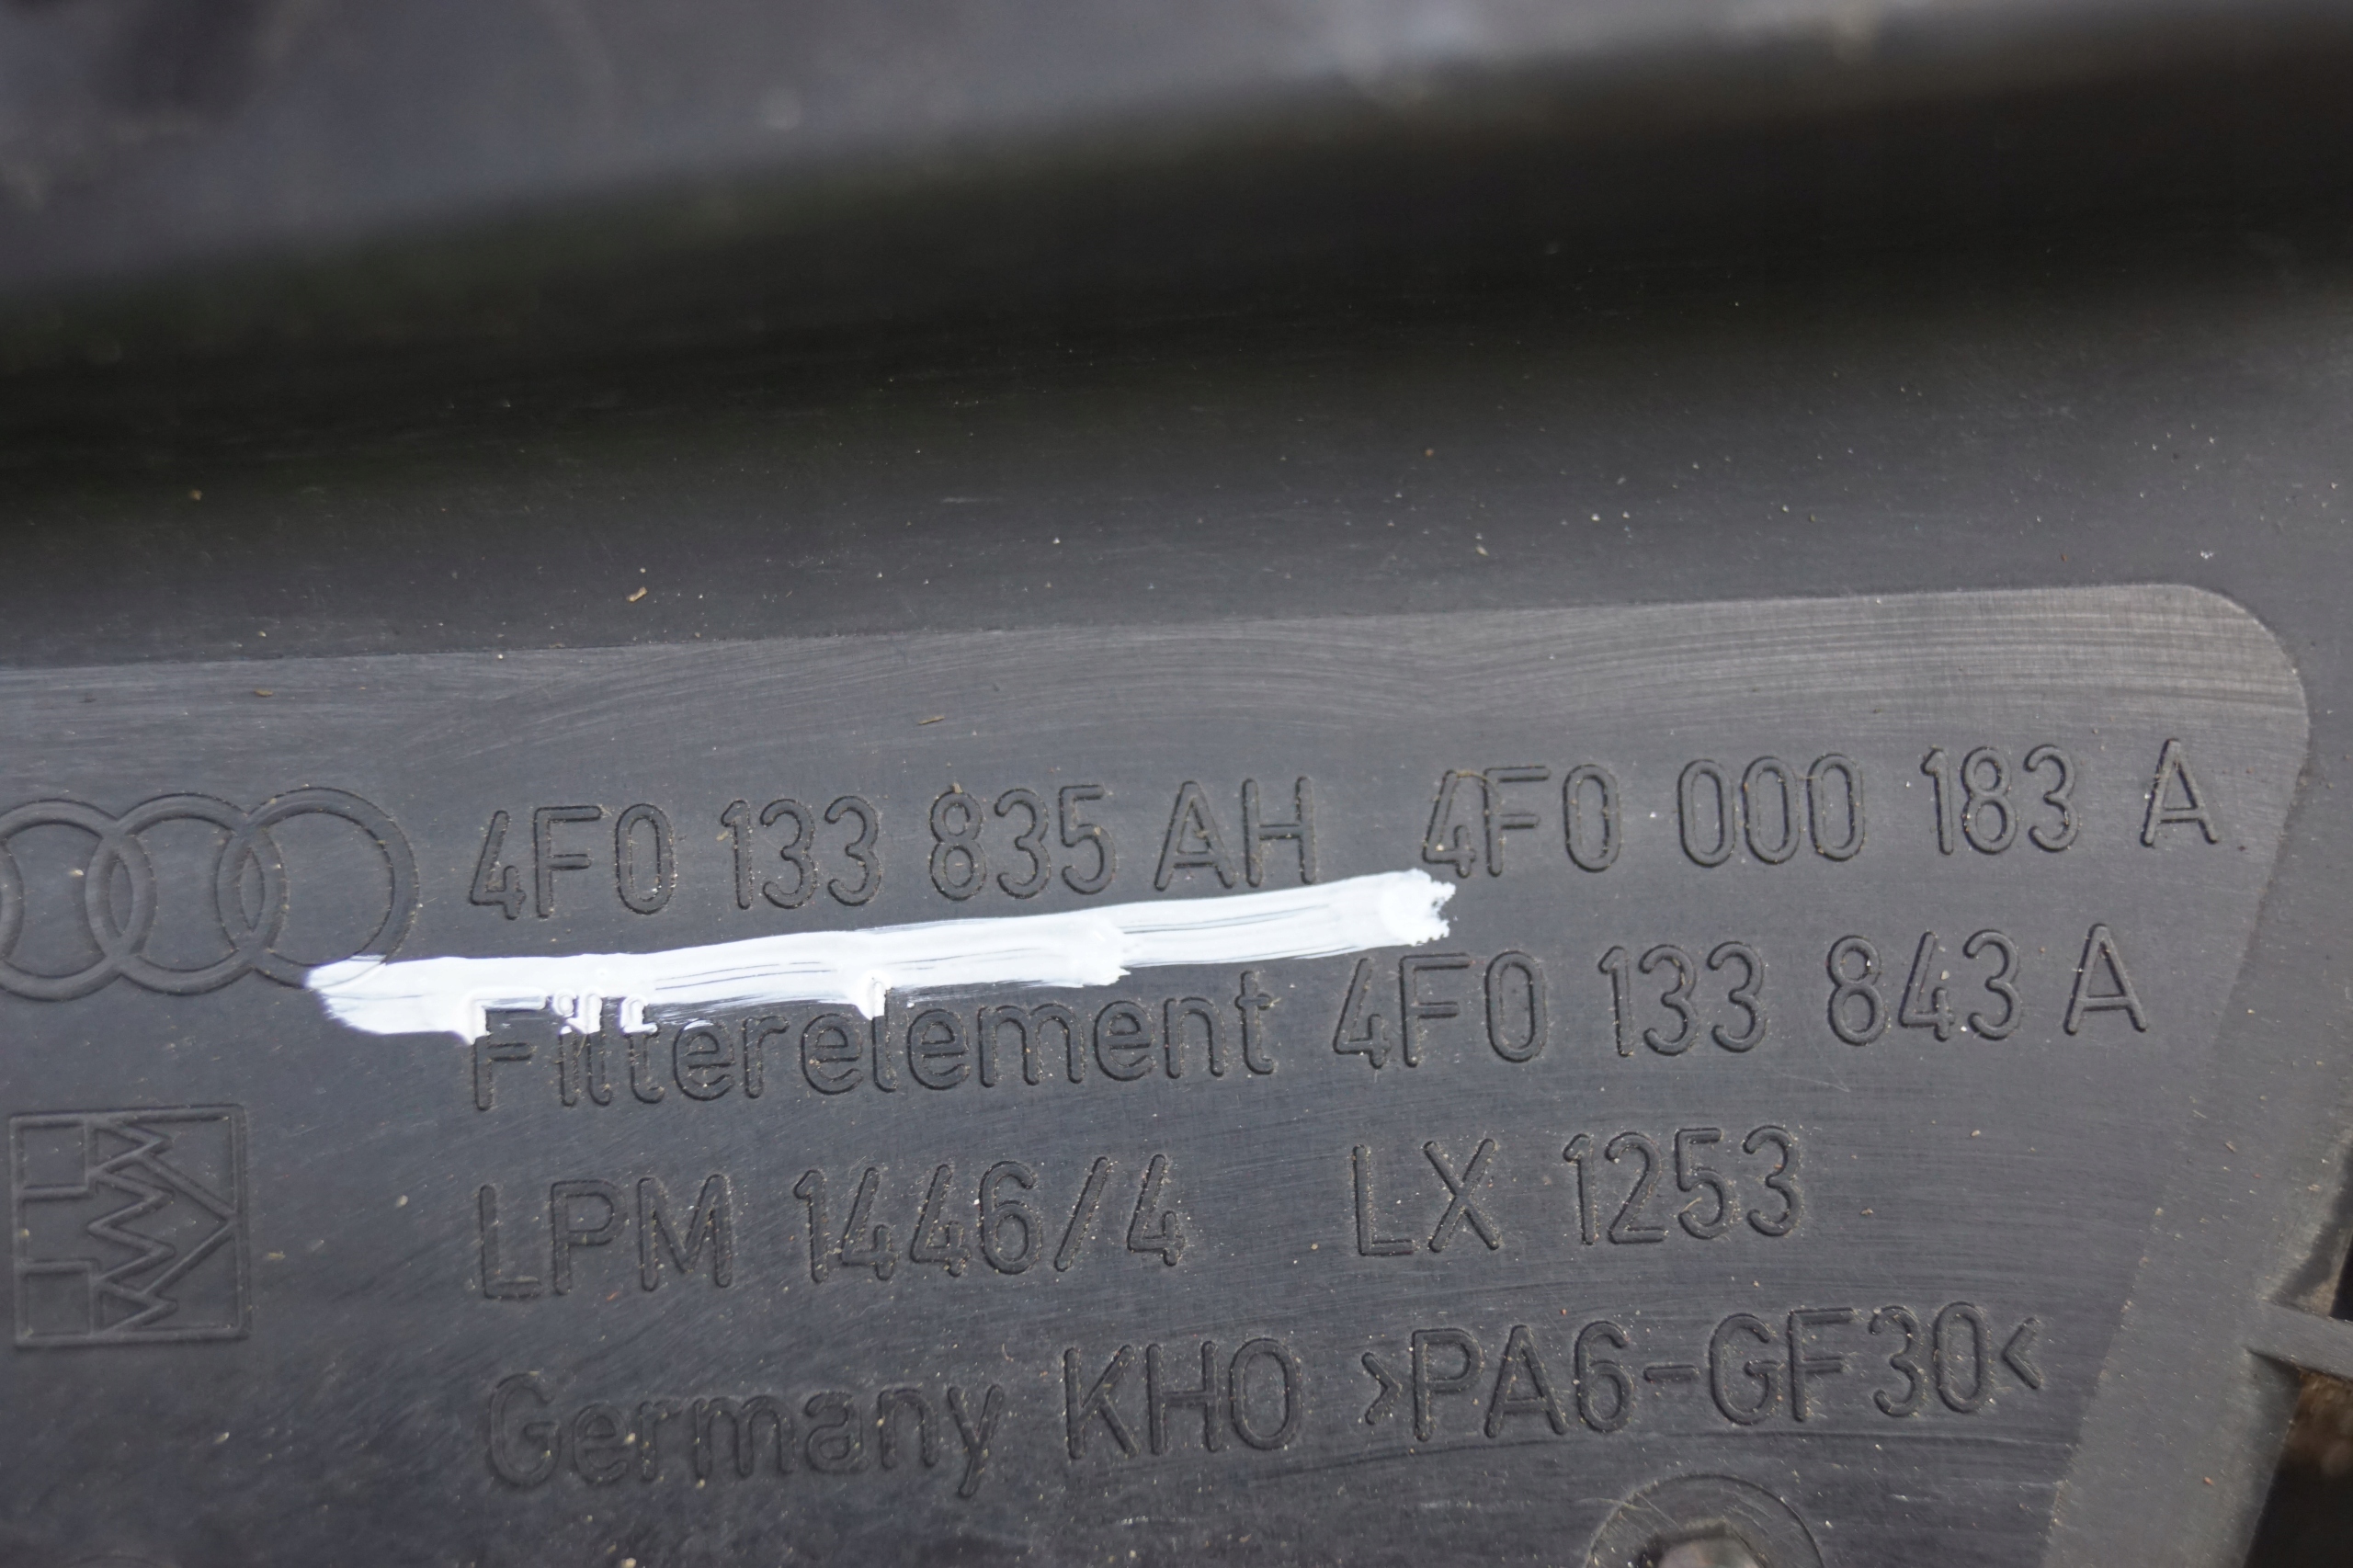 4F0 133 835 AH 4F0 000 183 A
Filterelement 4F0 133 843 A
LPM 1446/4 LX 1253
Germany KHO >PA6-GF30<